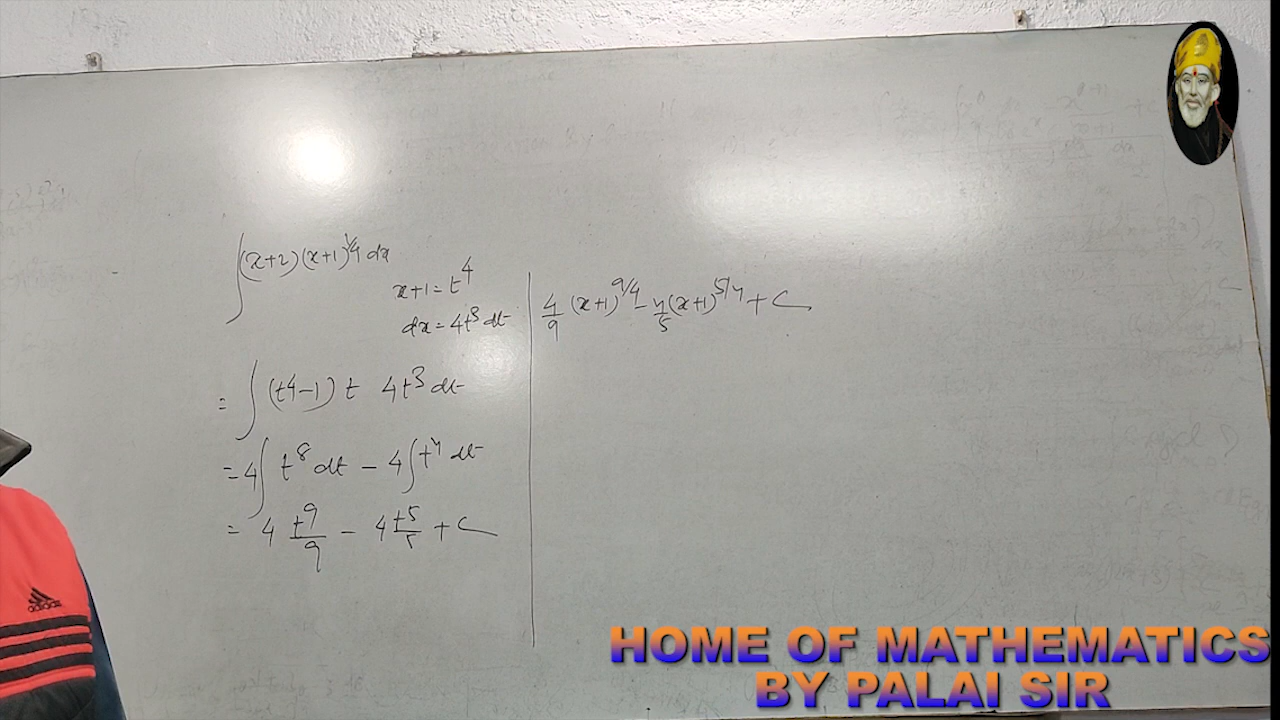 ∫(x+2)(x+1)^1/4 dx
x+1 = t^4
dx = 4t^3 dt
= ∫(t^4-1) t 4t^3 dt
= 4∫t^8 dt - 4∫t^4 dt
= 4 t^9/9 - 4 t^5/5 + C
4/9 (x+1)^9/4 - 4/5 (x+1)^5/4 + C
adidas
HOME OF MATHEMATICS
BY PALAI SIR